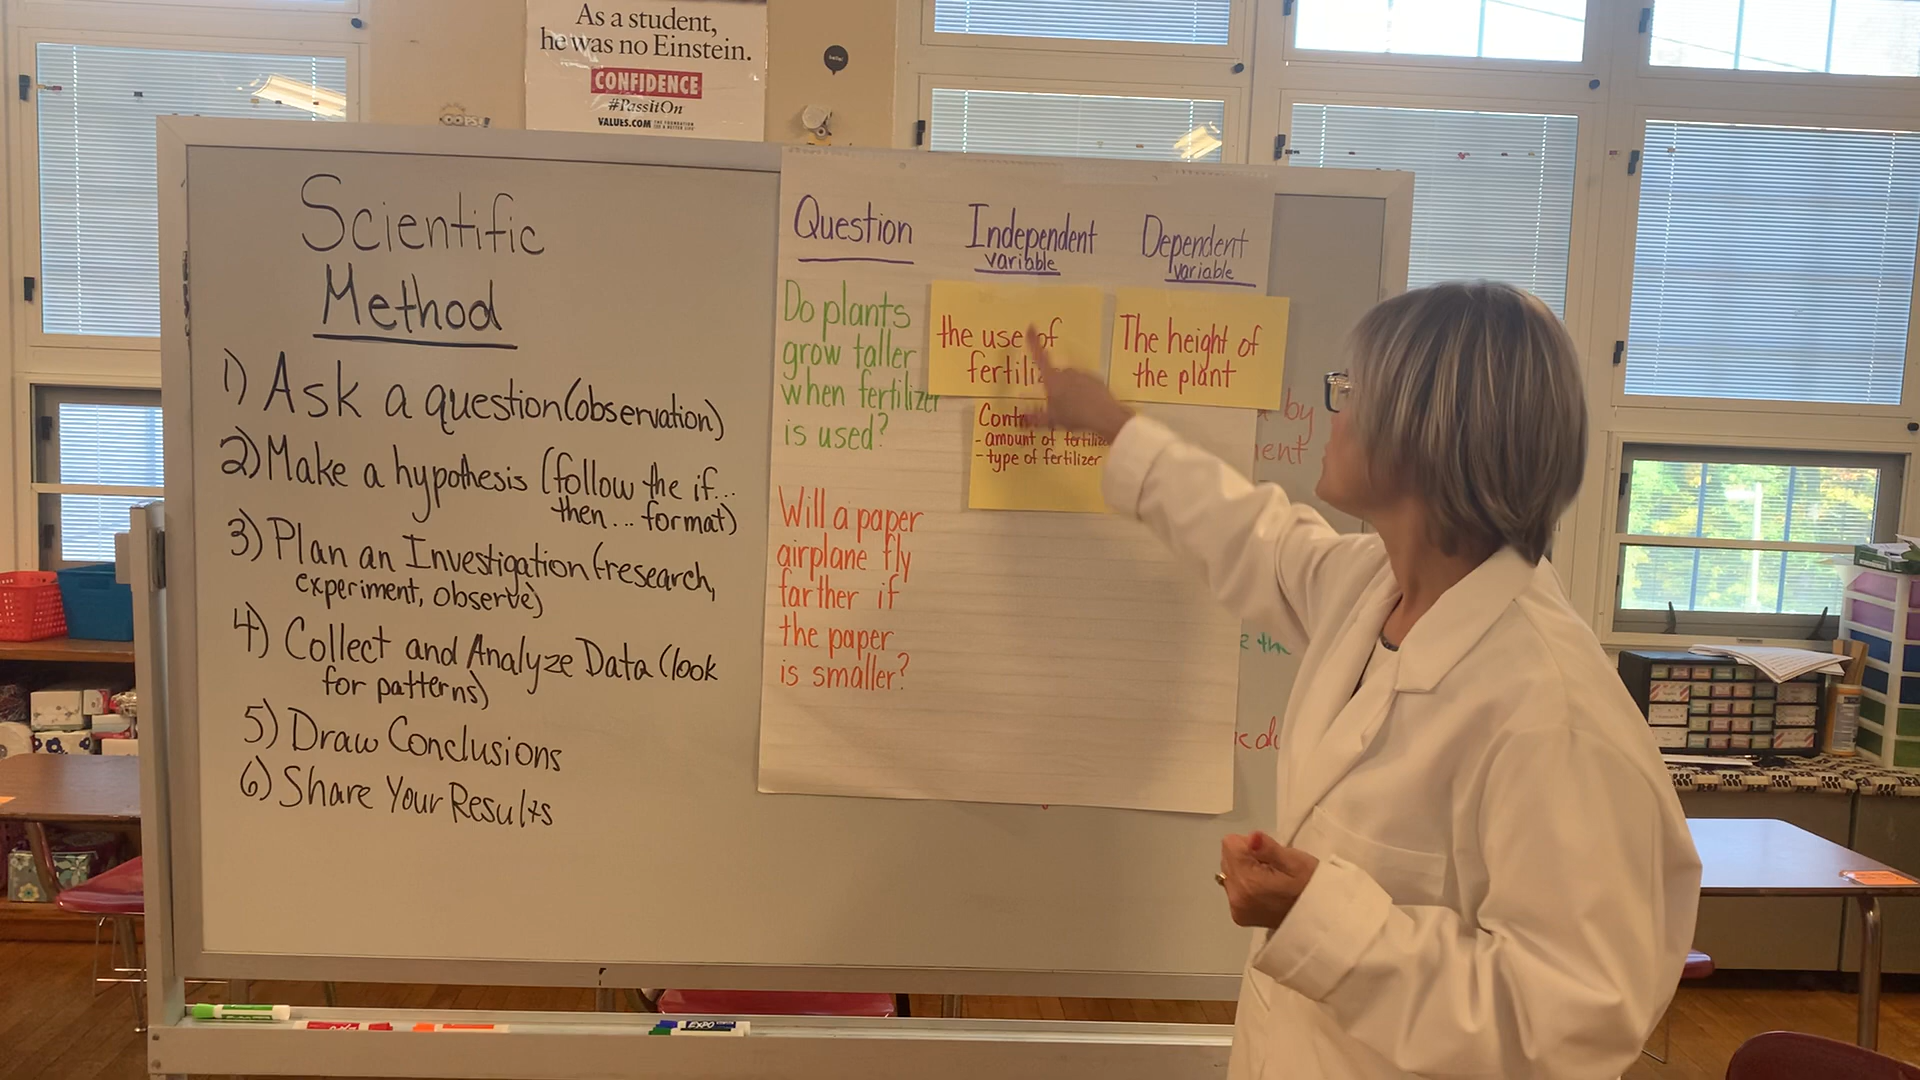 As a student,
he was no Einstein.
CONFIDENCE
#PassItOn
VALUES.COM
OOPS!
Scientific
Method
1) Ask a question (observation)
2) Make a hypothesis (follow the if...
then... format)
3) Plan an Investigation (research,
experiment, observe)
4) Collect and Analyze Data (look
for patterns)
5) Draw Conclusions
6) Share Your Results
Question
Do plants
grow taller
when fertilizer
is used?
Will a paper
airplane fly
farther if
the paper
is smaller?
Independent
variable
the use of
- amount of
- type of fertilizer
Dependent
variable
The height of
the plant
by
EXPO